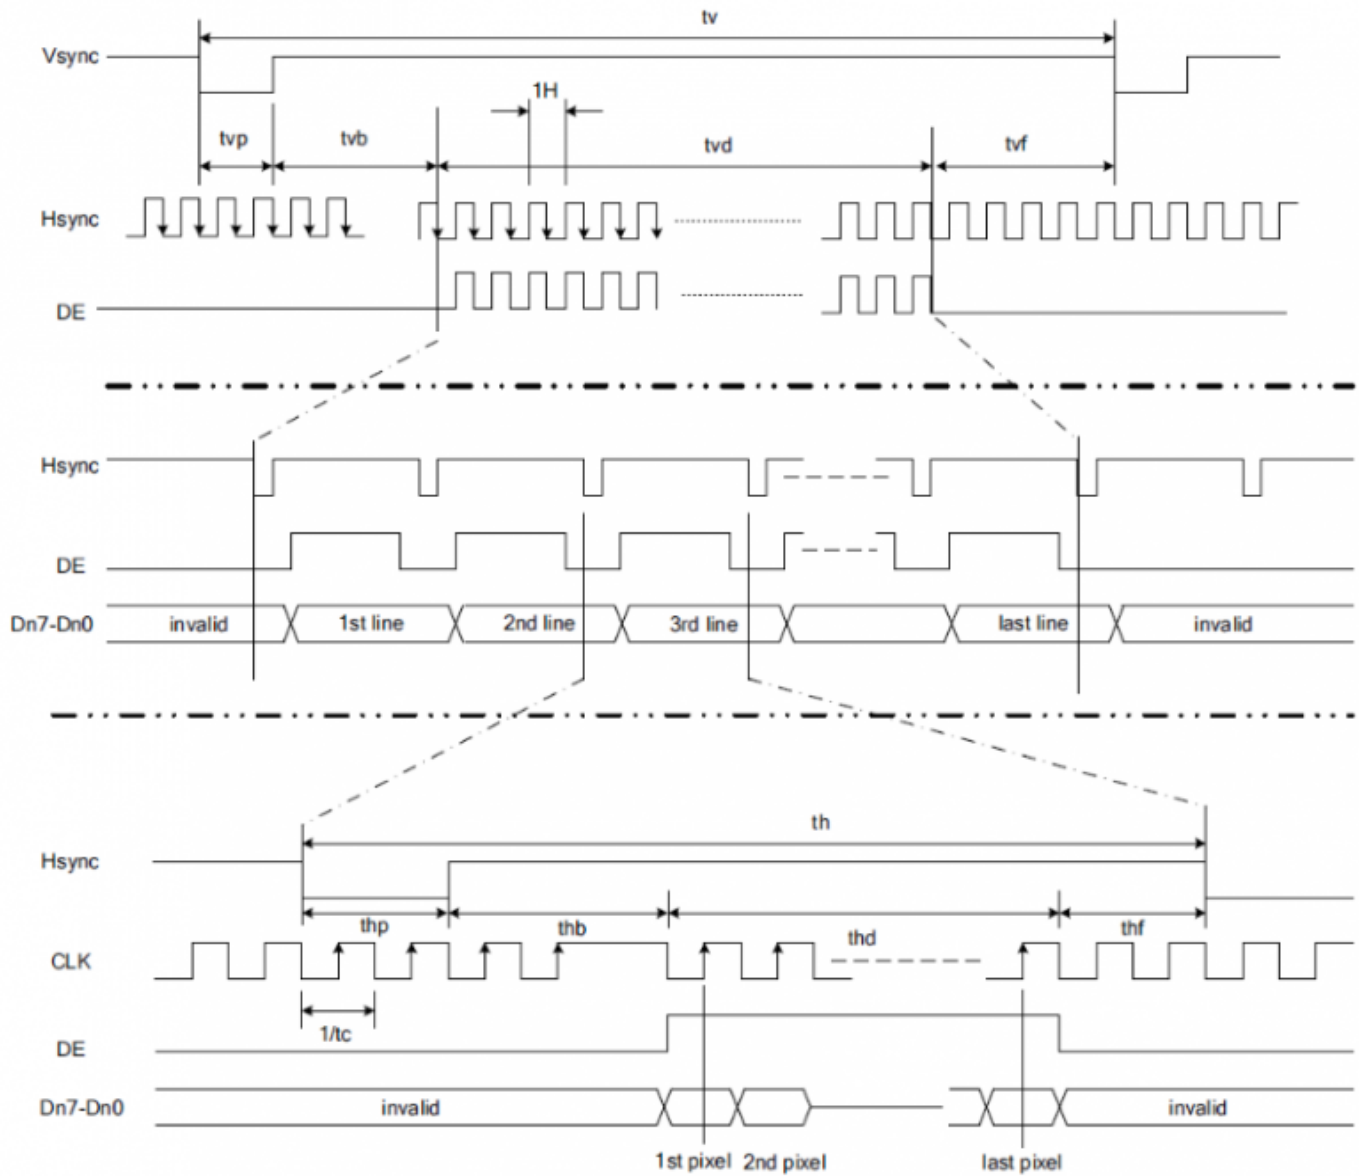 tv
Vsync
1H
tvp
tvb
tvd
tvf
Hsync
DE
Hsync
DE
Dn7-Dn0
invalid
1st line
2nd line
3rd line
last line
invalid
th
Hsync
thp
thb
thd
thf
CLK
1/tc
DE
Dn7-Dn0
invalid
invalid
1st pixel
2nd pixel
last pixel